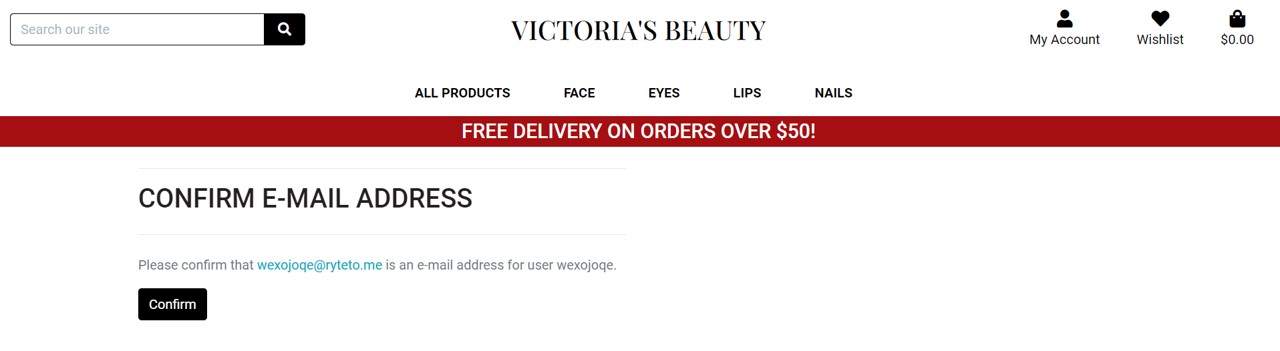 Search our site
VICTORIA'S BEAUTY
My Account
Wishlist
$0.00
ALL PRODUCTS FACE EYES LIPS NAILS
FREE DELIVERY ON ORDERS OVER $50!
CONFIRM E-MAIL ADDRESS
Please confirm that wexojoqe@ryteto.me is an e-mail address for user wexojoqe.
Confirm